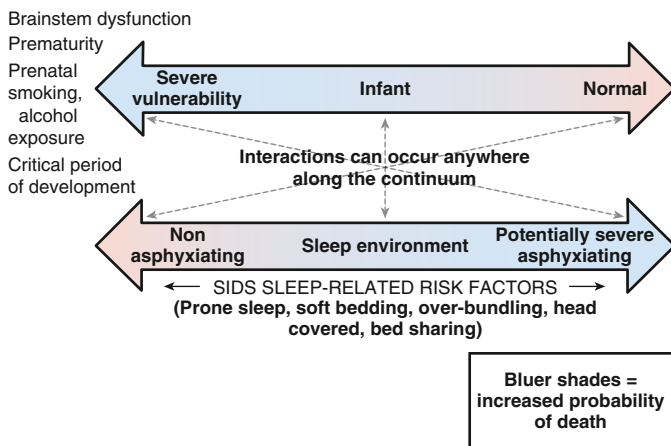 Brainstem dysfunction
Prematurity
Prenatal
smoking,
alcohol
exposure
Critical period
of development
Severe
vulnerability
Infant
Normal
Interactions can occur anywhere
along the continuum
Non
asphyxiating
Sleep environment
Potentially severe
asphyxiating
SIDS SLEEP-RELATED RISK FACTORS
(Prone sleep, soft bedding, over-bundling, head
covered, bed sharing)
Bluer shades =
increased probability
of death